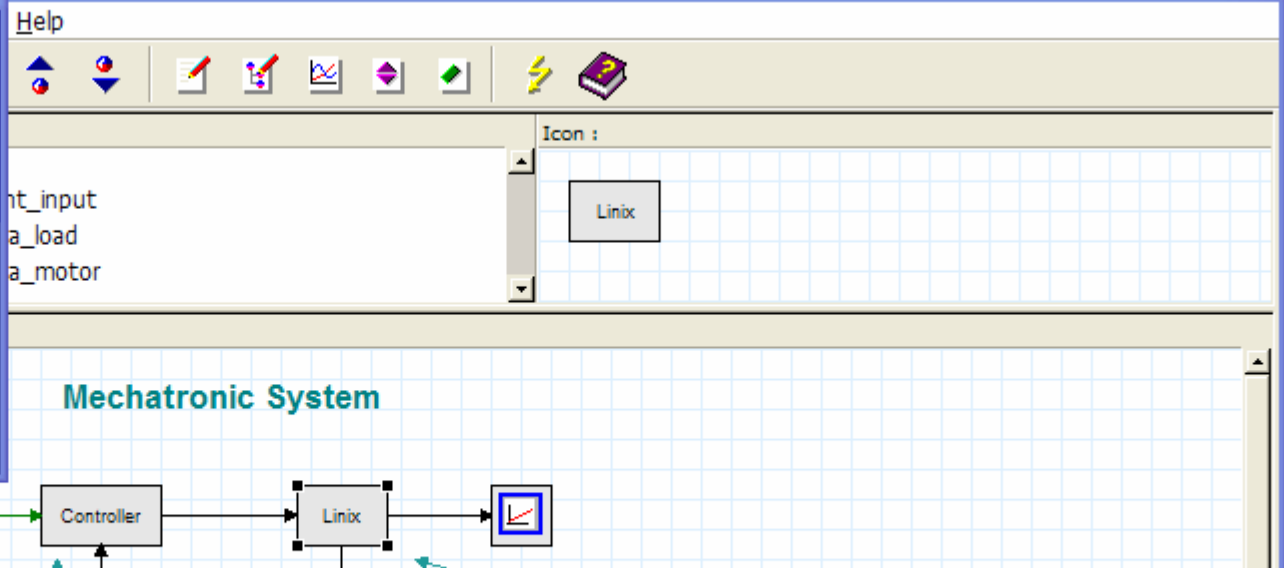 Help
Icon :
Linix
nt_input
a_load
a_motor
Mechatronic System
Controller
Linix